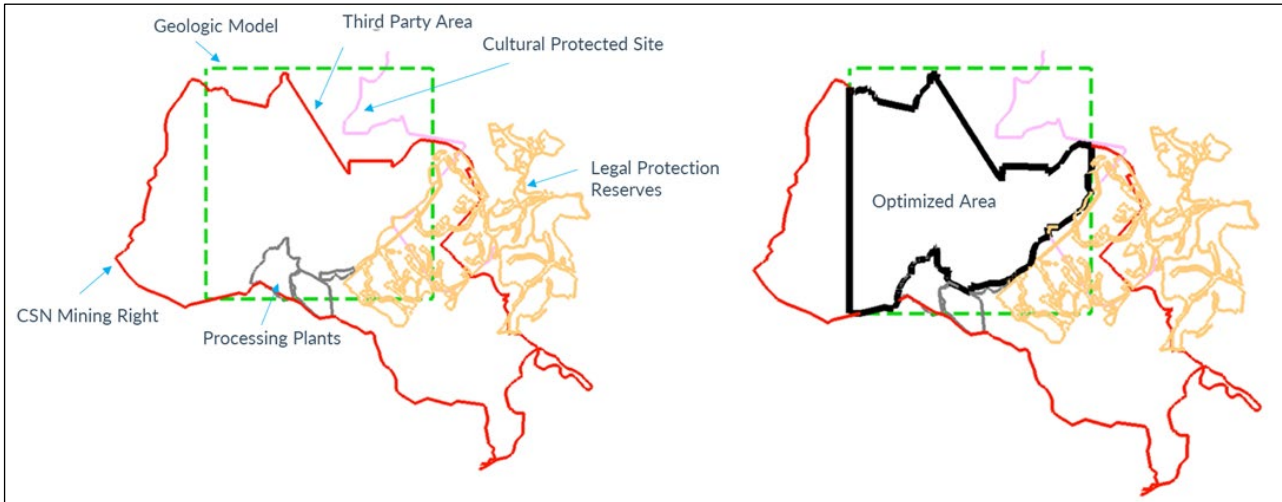 Geologic Model
Third Party Area
Cultural Protected Site
Legal Protection
Reserves
CSN Mining Right
Processing Plants
Optimized Area